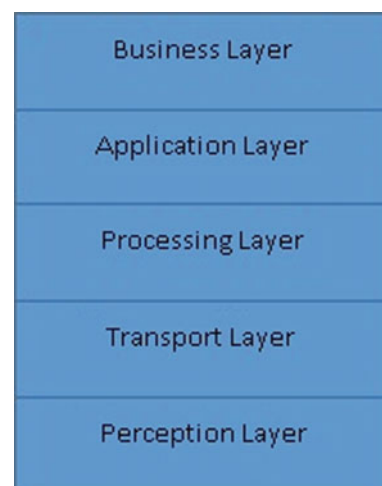 Business Layer
Application Layer
Processing Layer
Transport Layer
Perception Layer